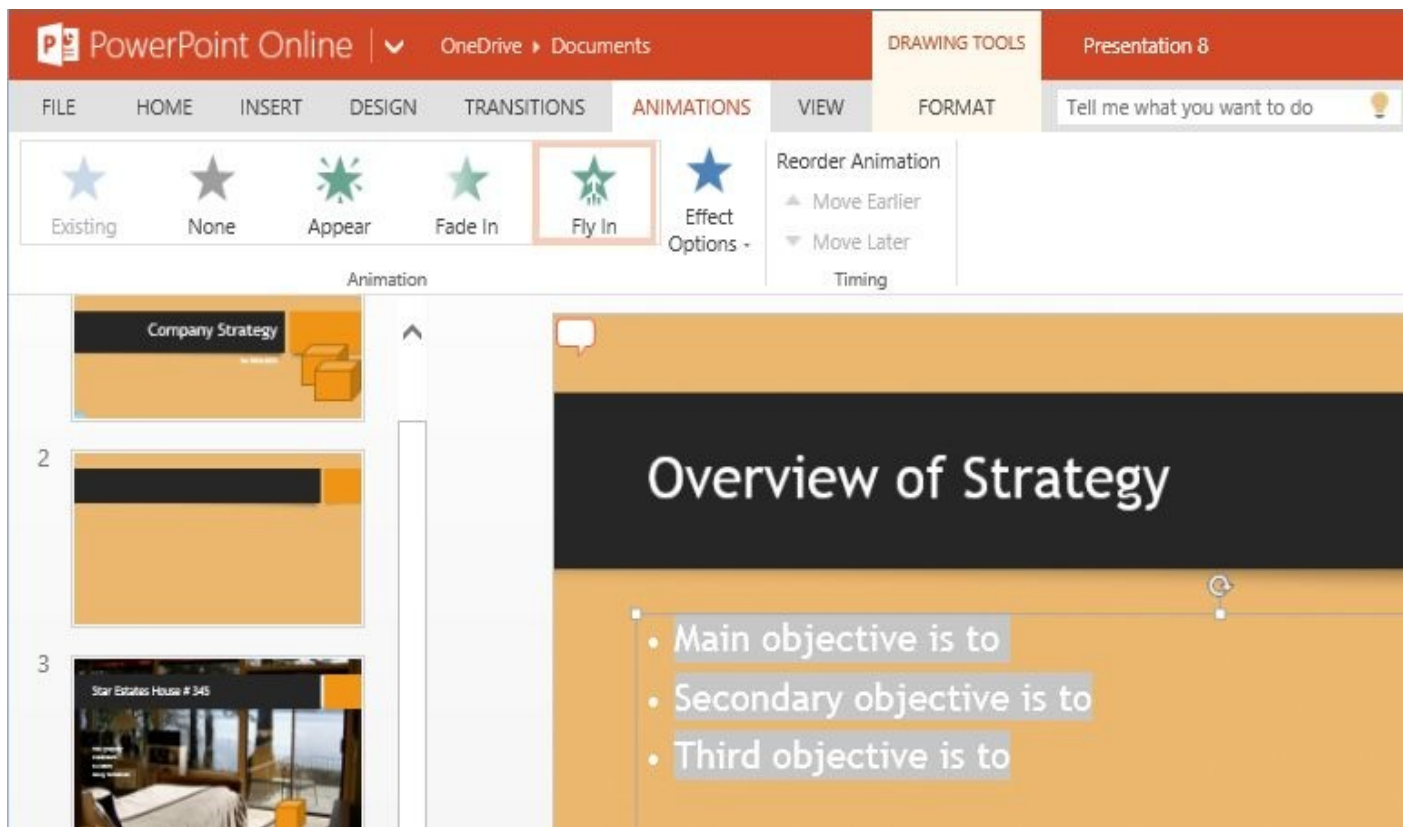 PowerPoint Online
OneDrive ▸ Documents
DRAWING TOOLS
Presentation 8
FILE HOME INSERT DESIGN TRANSITIONS ANIMATIONS VIEW FORMAT
Tell me what you want to do
Existing
None
Appear
Fade In
Fly In
Effect
Options
Reorder Animation
Move Earlier
Move Later
Animation
Timing
Company Strategy
2
3
Star Estates House # 345
Overview of Strategy
• Main objective is to
• Secondary objective is to
• Third objective is to